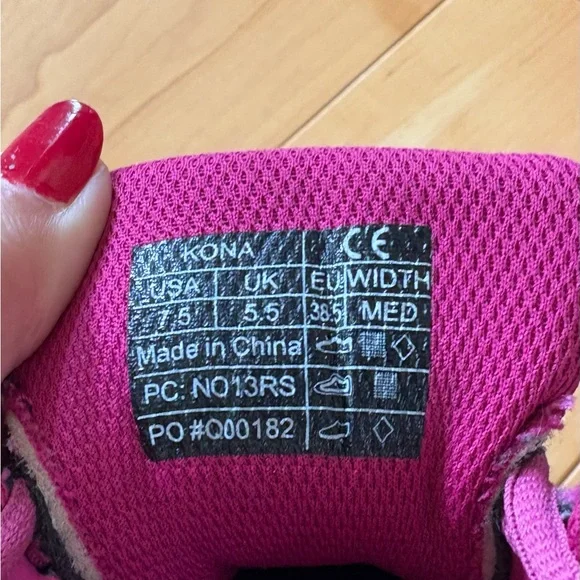 KONA CE
USA UK EU WIDTH
7.5 5.5 38.5 MED
Made in China
PC: NO13RS
PO #Q00182